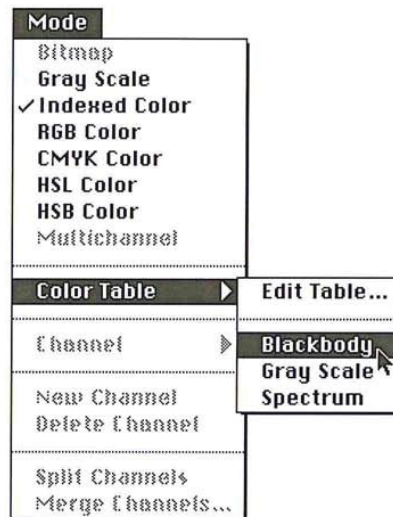 Mode
Bitmap
Gray Scale
✓ Indexed Color
RGB Color
CMYK Color
HSL Color
HSB Color
Multichannel
Color Table
Edit Table...
Blackbody
Gray Scale
Spectrum
Channel
New Channel
Delete Channel
Split Channels
Merge Channels...